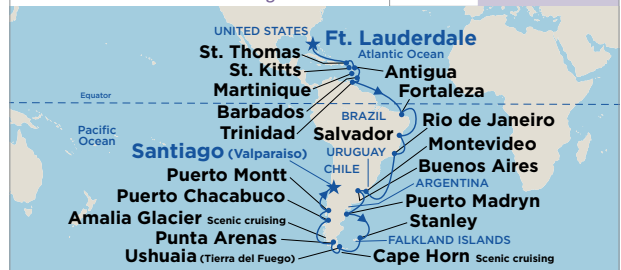 UNITED STATES
Ft. Lauderdale
St. Thomas
Atlantic Ocean
St. Kitts
Antigua
Martinique
Fortaleza
Equator
Barbados
BRAZIL
Rio de Janeiro
Trinidad
Salvador
Pacific
Ocean
Montevideo
Santiago (Valparaiso)
URUGUAY
CHILE
Buenos Aires
Puerto Montt
ARGENTINA
Puerto Chacabuco
Puerto Madryn
Amalia Glacier Scenic cruising
Stanley
Punta Arenas
FALKLAND ISLANDS
Ushuaia (Tierra del Fuego)
Cape Horn Scenic cruising